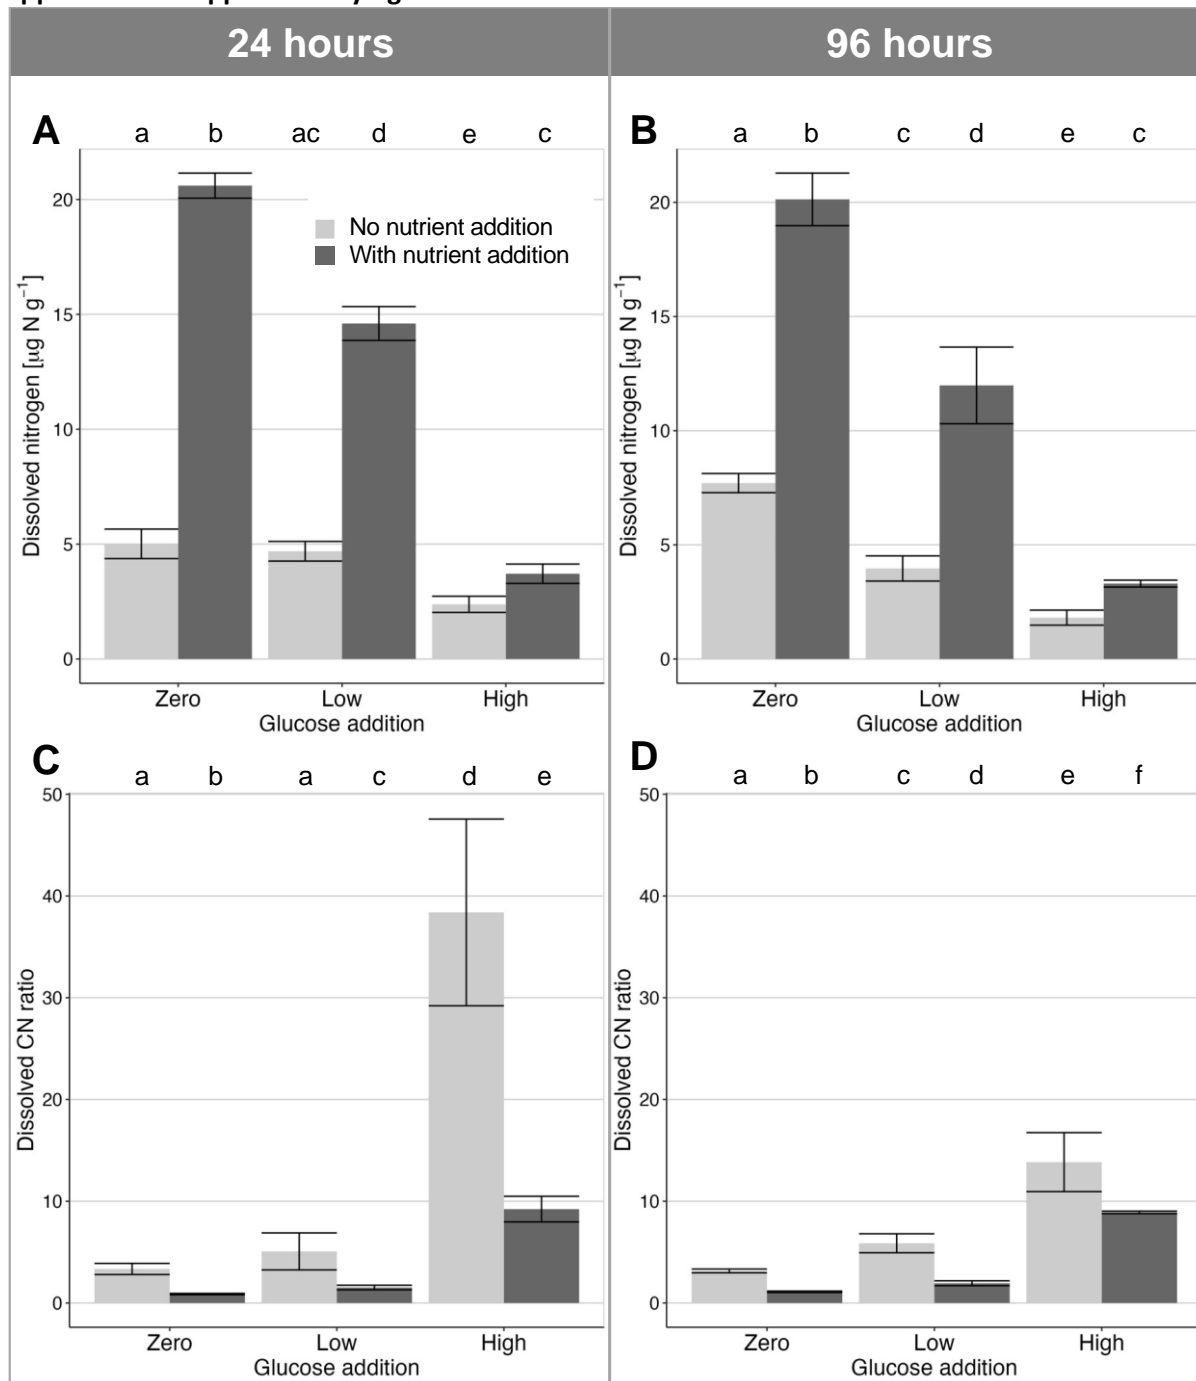 24 hours
96 hours
A
a b ac d e c
20
15
10
5
0
Dissolved nitrogen [µg N g⁻¹]
No nutrient addition
With nutrient addition
Zero Low High
Glucose addition
B
a b c d e c
20
15
10
5
0
Dissolved nitrogen [µg N g⁻¹]
Zero Low High
Glucose addition
C
a b a c d e
50
40
30
20
10
0
Dissolved CN ratio
Zero Low High
Glucose addition
D
a b c d e f
50
40
30
20
10
0
Dissolved CN ratio
Zero Low High
Glucose addition